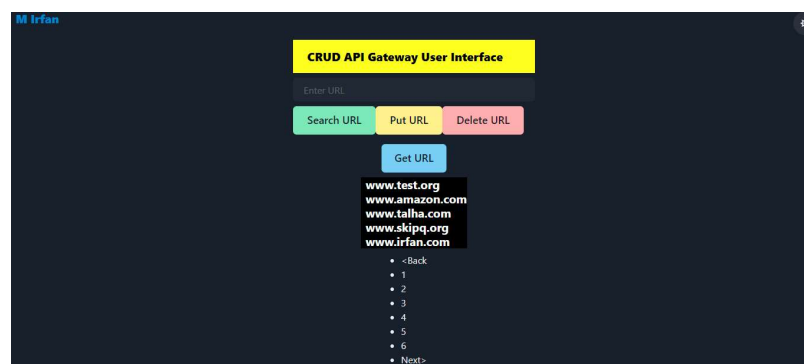 M Irfan
CRUD API Gateway User Interface
Enter URL
Search URL Put URL Delete URL
Get URL
www.test.org
www.amazon.com
www.talha.com
www.skipq.org
www.irfan.com
<Back
1
2
3
4
5
6
Next>